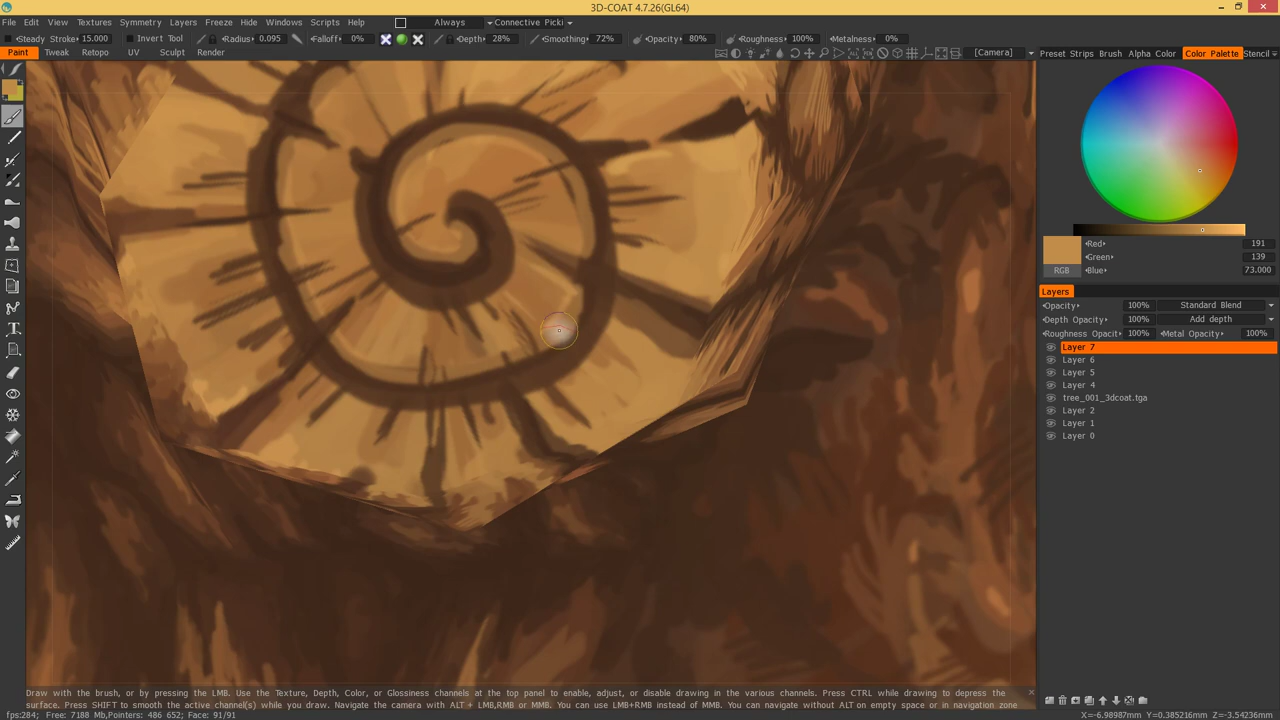 3D-COAT 4.7.26(GL64)
File Edit View Textures Symmetry Layers Freeze Hide Windows Scripts Help Always Connective Picki
Steady Stroke 15.000 Invert Tool Radius 0.095 Falloff 0% Depth 28% Smoothing 72% Opacity 80% Roughness 100% Metalness 0%
Paint Tweak Retopo UV Sculpt Render [Camera] Preset Strips Brush Alpha Color Color Palette Stencil
Red 191
Green 139
RGB Blue 73.000
Layers
Opacity 100% Standard Blend
Depth Opacity 100% Add depth
Roughness Opacit 100% Metal Opacity 100%
Layer 7
Layer 6
Layer 5
Layer 4
tree_001_3dcoat.tga
Layer 2
Layer 1
Layer 0
Draw with the brush, or by pressing the LMB. Use the Texture, Depth, Color, or Glossiness channels at the top panel to enable, adjust, or disable drawing in the various channels. Press CTRL while drawing to depress the
surface. Press SHIFT to smooth the active channel(s) while you draw. Navigate the camera with ALT + LMB,RMB or MMB. You can use LMB+RMB instead of MMB. You can navigate without ALT on empty space or in navigation zone
fps:284; Free: 7188 Mb,Pointers: 486 652; Face: 91/91 X=-6.98987mm Y=0.385216mm Z=-3.54236mm